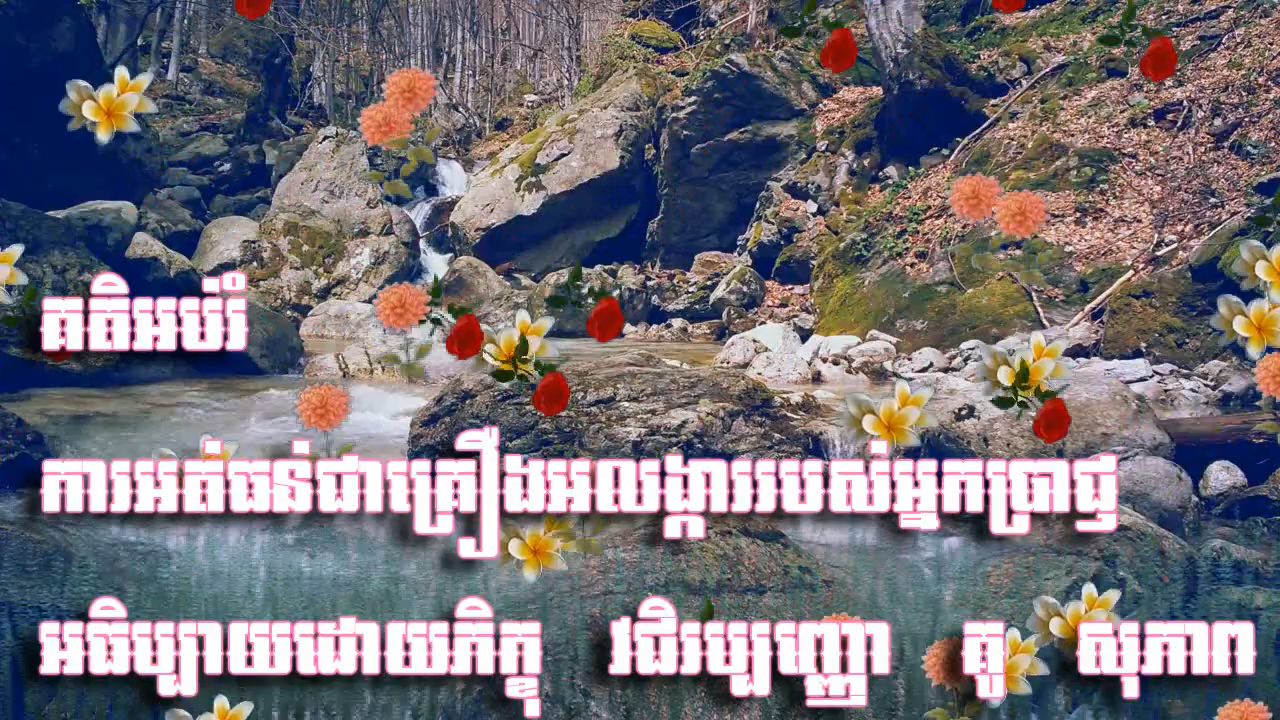 គតិអប់រំ
ការអត់ធន់ជាគ្រឿងអលង្ការរបស់អ្នកប្រាជ្ញ
អធិប្បាយដោយភិក្ខុ វជិរប្បញ្ញោ គូ សុភាព